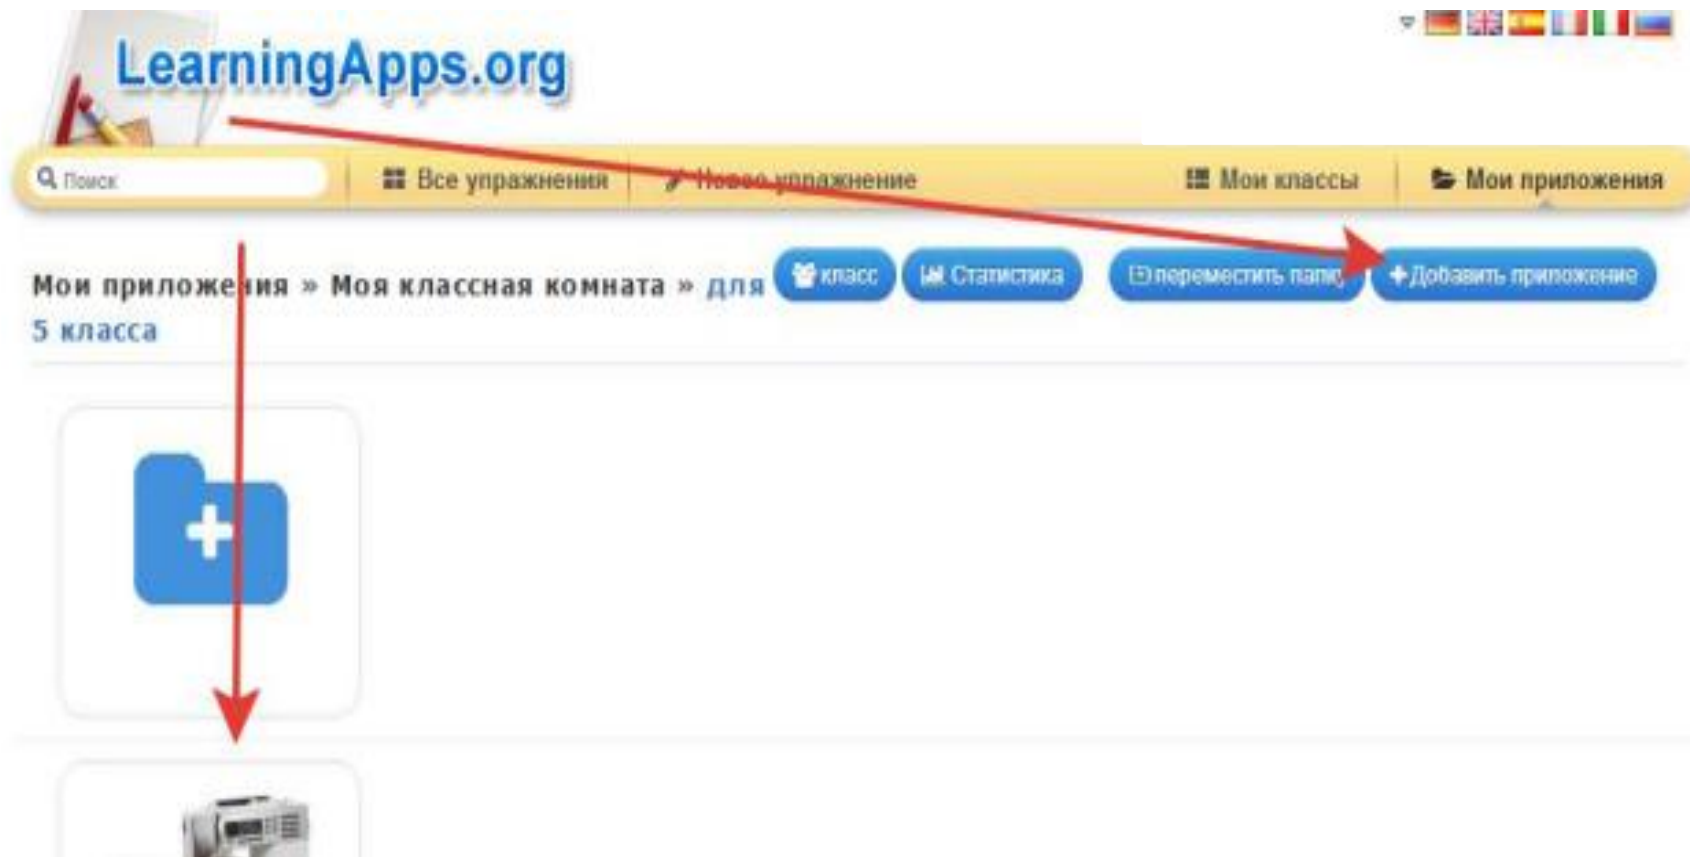 LearningApps.org
Поиск
Все упражнения
Новое упражнение
Мои классы
Мои приложения
Мои приложения » Моя классная комната » для
5 класса
класс
Статистика
переместить папку
Добавить приложение